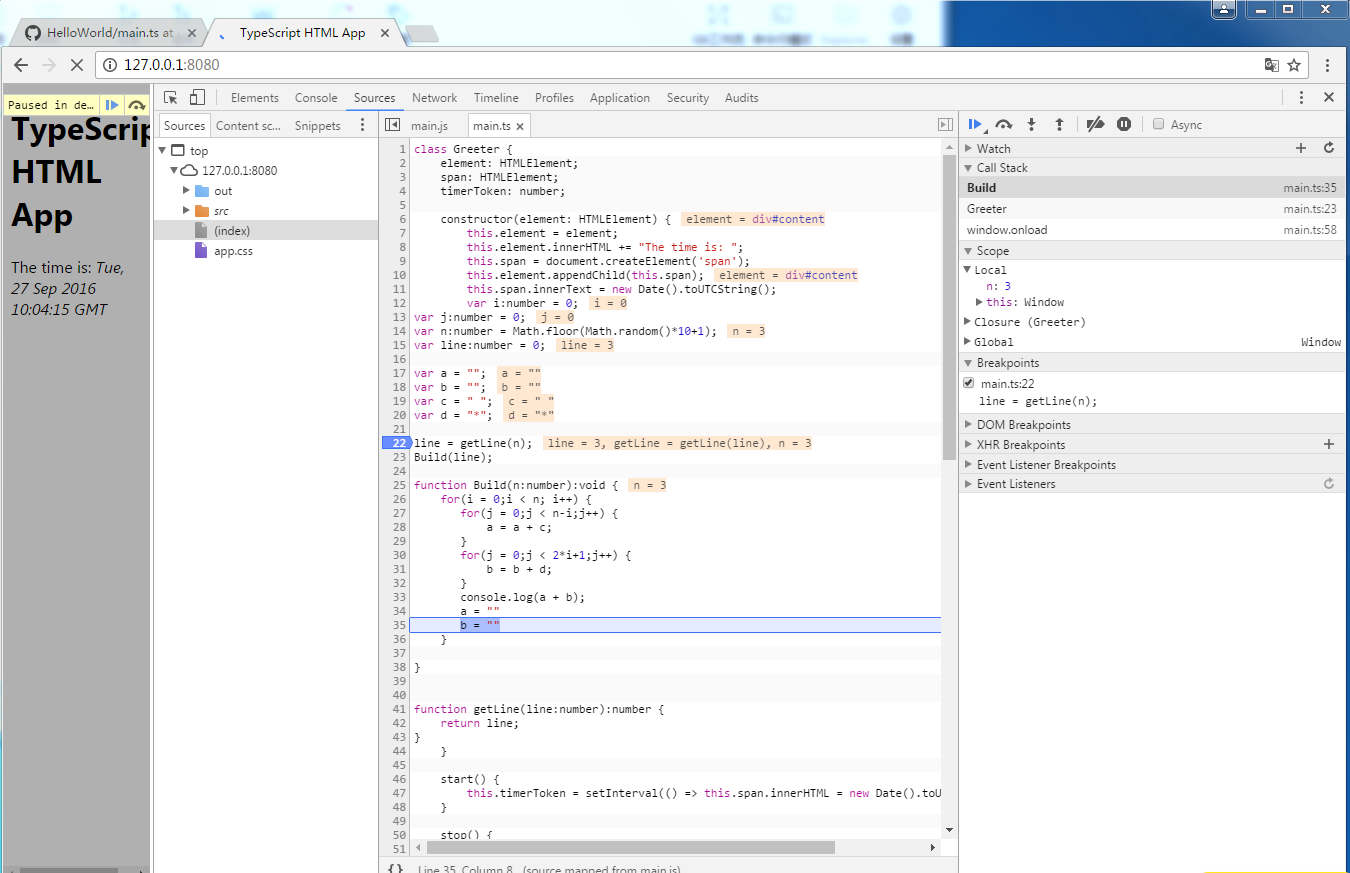 HelloWorld/main.ts at
TypeScript HTML App
127.0.0.1:8080
Paused in de...
TypeScrip
HTML
App
The time is: Tue,
27 Sep 2016
10:04:15 GMT
Elements Console Sources Network Timeline Profiles Application Security Audits
Sources Content sc... Snippets
top
127.0.0.1:8080
out
src
(index)
app.css
main.js main.ts
1 class Greeter {
2 element: HTMLElement;
3 span: HTMLElement;
4 timerToken: number;
5
6 constructor(element: HTMLElement) { element = div#content
7 this.element = element;
8 this.element.innerHTML += "The time is: ";
9 this.span = document.createElement('span');
10 this.element.appendChild(this.span); element = div#content
11 this.span.innerText = new Date().toUTCString();
12 var i:number = 0; i = 0
13 var j:number = 0; j = 0
14 var n:number = Math.floor(Math.random()*10+1); n = 3
15 var line:number = 0; line = 3
16
17 var a = ""; a = ""
18 var b = ""; b = ""
19 var c = " "; c = " "
20 var d = "*"; d = "*"
21
22 line = getLine(n); line = 3, getLine = getLine(line), n = 3
23 Build(line);
24
25 function Build(n:number):void { n = 3
26 for(i = 0;i < n; i++) {
27 for(j = 0;j < n-i;j++) {
28 a = a + c;
29 }
30 for(j = 0;j < 2*i+1;j++) {
31 b = b + d;
32 }
33 console.log(a + b);
34 a = ""
35 b = ""
36 }
37
38 }
39
40
41 function getLine(line:number):number {
42 return line;
43 }
44 }
45
46 start() {
47 this.timerToken = setInterval(() => this.span.innerHTML = new Date().toU
48 }
49
50 stop() {
51
{} Line 35, Column 8 (source mapped from main.js)
Async
Watch
Call Stack
Build main.ts:35
Greeter main.ts:23
window.onload main.ts:58
Scope
Local
n: 3
this: Window
Closure (Greeter)
Global Window
Breakpoints
main.ts:22
line = getLine(n);
DOM Breakpoints
XHR Breakpoints
Event Listener Breakpoints
Event Listeners